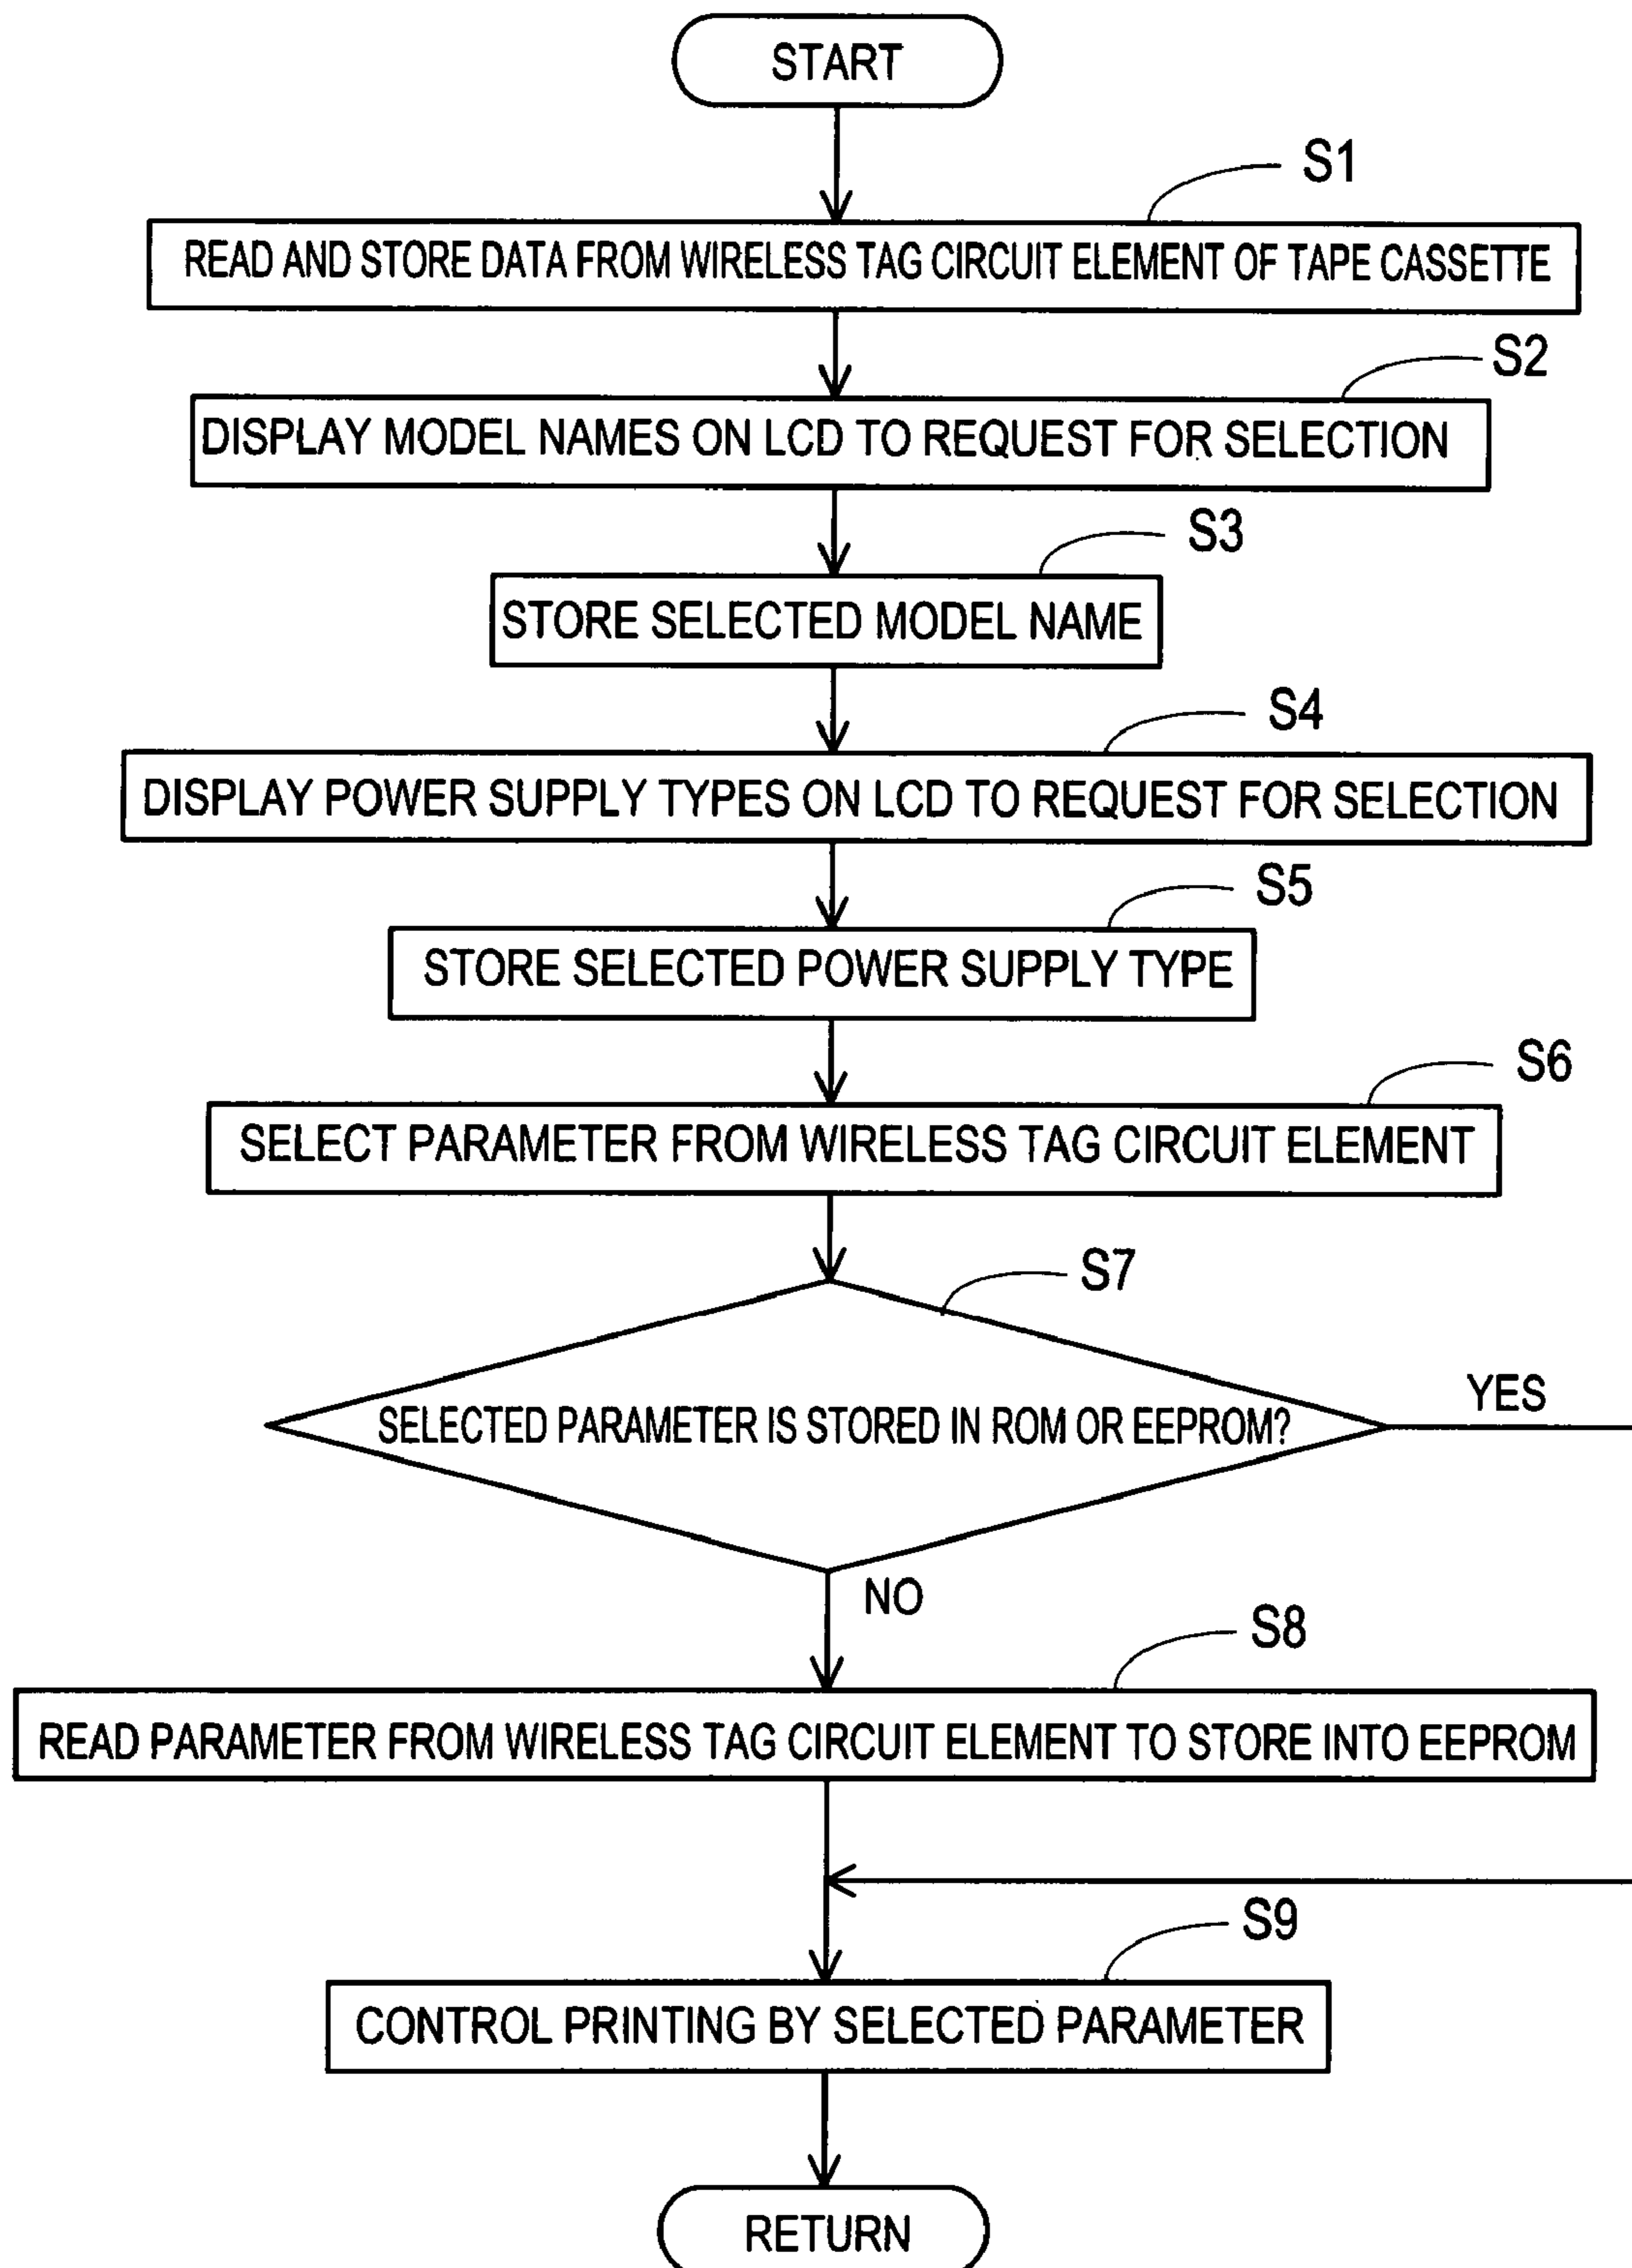 START
S1
READ AND STORE DATA FROM WIRELESS TAG CIRCUIT ELEMENT OF TAPE CASSETTE
S2
DISPLAY MODEL NAMES ON LCD TO REQUEST FOR SELECTION
S3
STORE SELECTED MODEL NAME
S4
DISPLAY POWER SUPPLY TYPES ON LCD TO REQUEST FOR SELECTION
S5
STORE SELECTED POWER SUPPLY TYPE
S6
SELECT PARAMETER FROM WIRELESS TAG CIRCUIT ELEMENT
S7
YES
SELECTED PARAMETER IS STORED IN ROM OR EEPROM?
NO
S8
READ PARAMETER FROM WIRELESS TAG CIRCUIT ELEMENT TO STORE INTO EEPROM
S9
CONTROL PRINTING BY SELECTED PARAMETER
RETURN